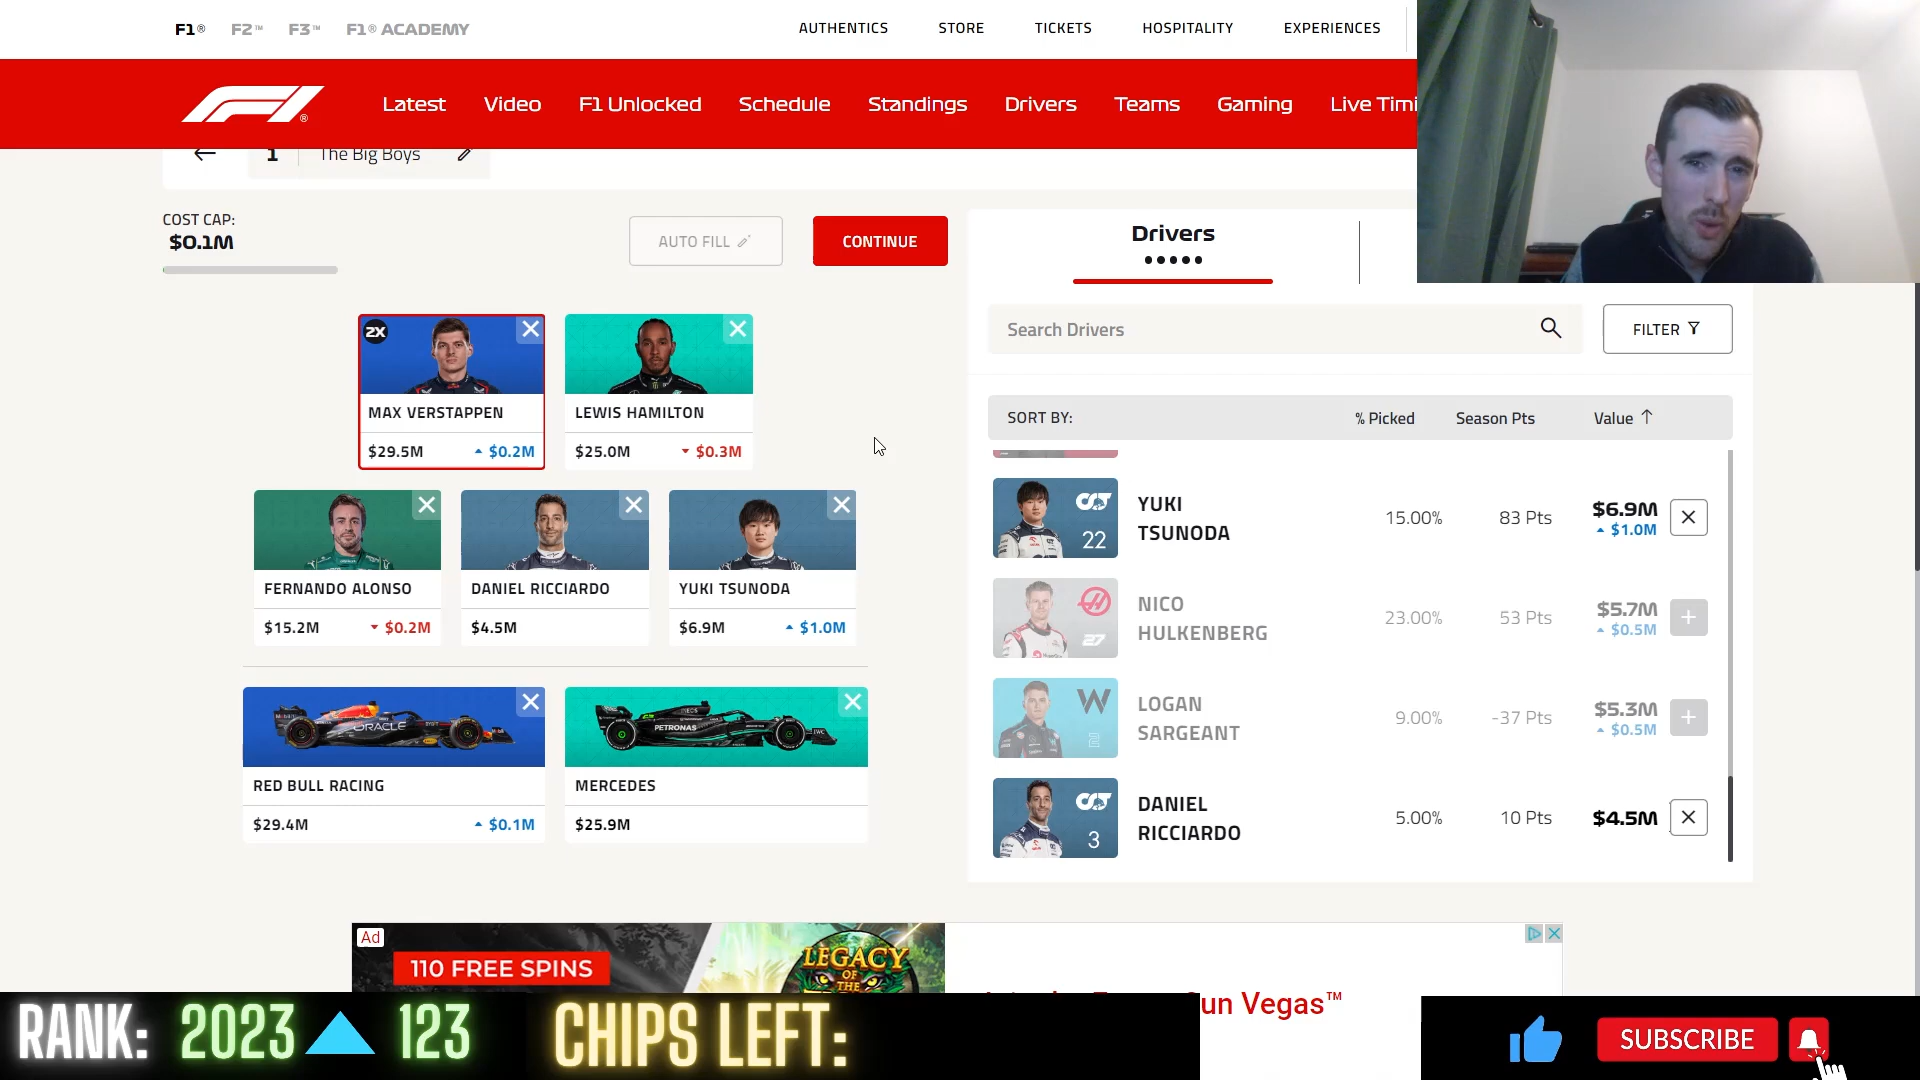 F1® F2™ F3™ F1® ACADEMY AUTHENTICS STORE TICKETS HOSPITALITY EXPERIENCES
F1® Latest Video F1 Unlocked Schedule Standings Drivers Teams Gaming Live Timi
1 The Big Boys
COST CAP:
$0.1M
AUTO FILL
CONTINUE
Drivers
Search Drivers
FILTER
SORT BY: % Picked Season Pts Value
2X
MAX VERSTAPPEN
$29.5M $0.2M
LEWIS HAMILTON
$25.0M $0.3M
FERNANDO ALONSO
$15.2M $0.2M
DANIEL RICCIARDO
$4.5M
YUKI TSUNODA
$6.9M $1.0M
ORACLE
RED BULL RACING
$29.4M $0.1M
PETRONAS
MERCEDES
$25.9M
22
YUKI
TSUNODA
15.00% 83 Pts $6.9M
$1.0M
27
NICO
HULKENBERG
23.00% 53 Pts $5.7M
$0.5M
W
2
LOGAN
SARGEANT
9.00% -37 Pts $5.3M
$0.5M
3
DANIEL
RICCIARDO
5.00% 10 Pts $4.5M
Ad
110 FREE SPINS
LEGACY
OF
THE
un Vegas™
RANK: 2023 123 CHIPS LEFT:
SUBSCRIBE